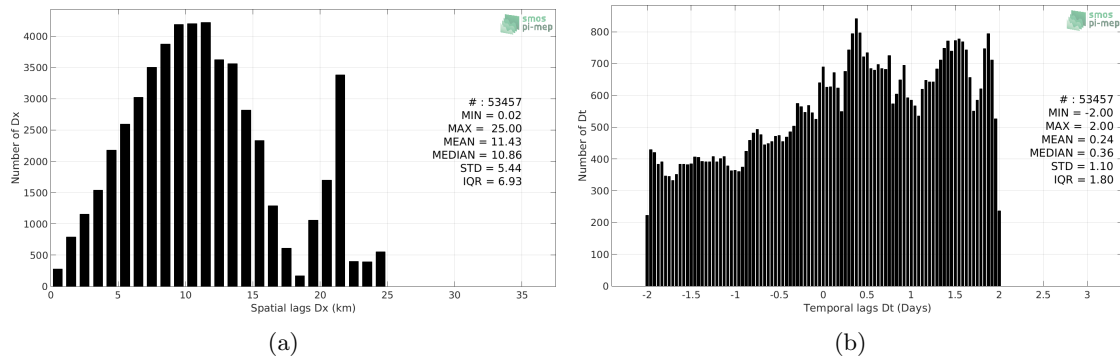 smos
pi-mep
Number of Dx
4000
3500
3000
2500
2000
1500
1000
500
0
# : 53457
MIN = 0.02
MAX = 25.00
MEAN = 11.43
MEDIAN = 10.86
STD = 5.44
IQR = 6.93
0 5 10 15 20 25 30 35
Spatial lags Dx (km)
(a)
smos
pi-mep
Number of Dt
800
700
600
500
400
300
200
100
0
# : 53457
MIN = -2.00
MAX = 2.00
MEAN = 0.24
MEDIAN = 0.36
STD = 1.10
IQR = 1.80
-2 -1.5 -1 -0.5 0 0.5 1 1.5 2 2.5 3
Temporal lags Dt (Days)
(b)